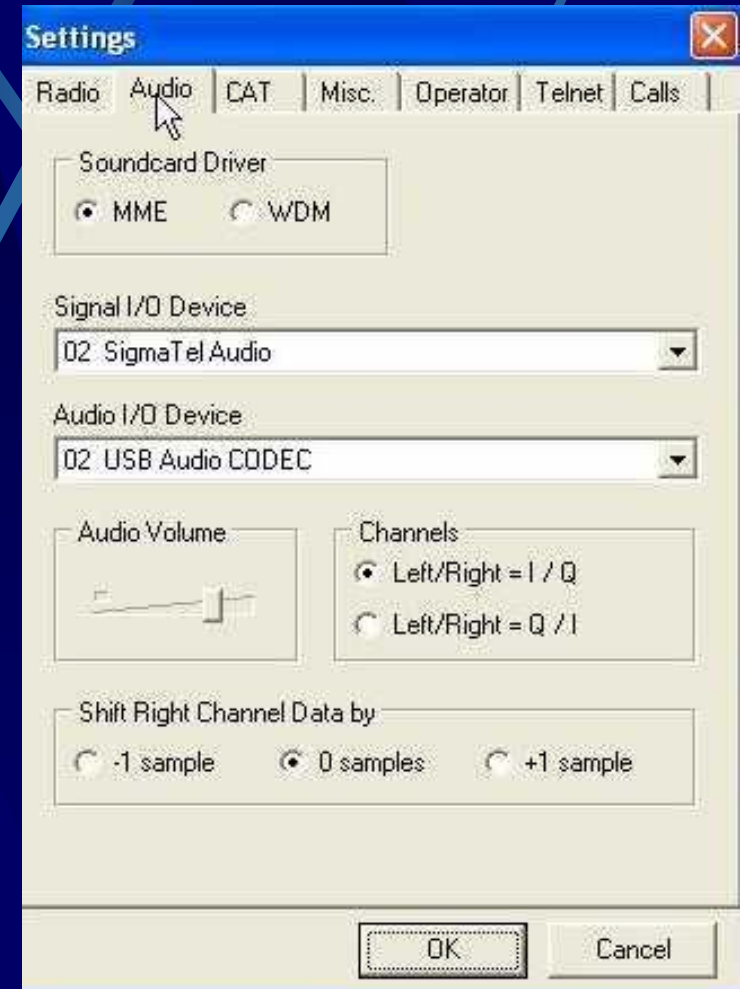 Settings
Radio Audio CAT Misc. Operator Telnet Calls
Soundcard Driver
MME WDM
Signal I/O Device
02 SigmaTel Audio
Audio I/O Device
02 USB Audio CODEC
Audio Volume
Channels
Left/Right = I / Q
Left/Right = Q / I
Shift Right Channel Data by
-1 sample 0 samples +1 sample
OK Cancel